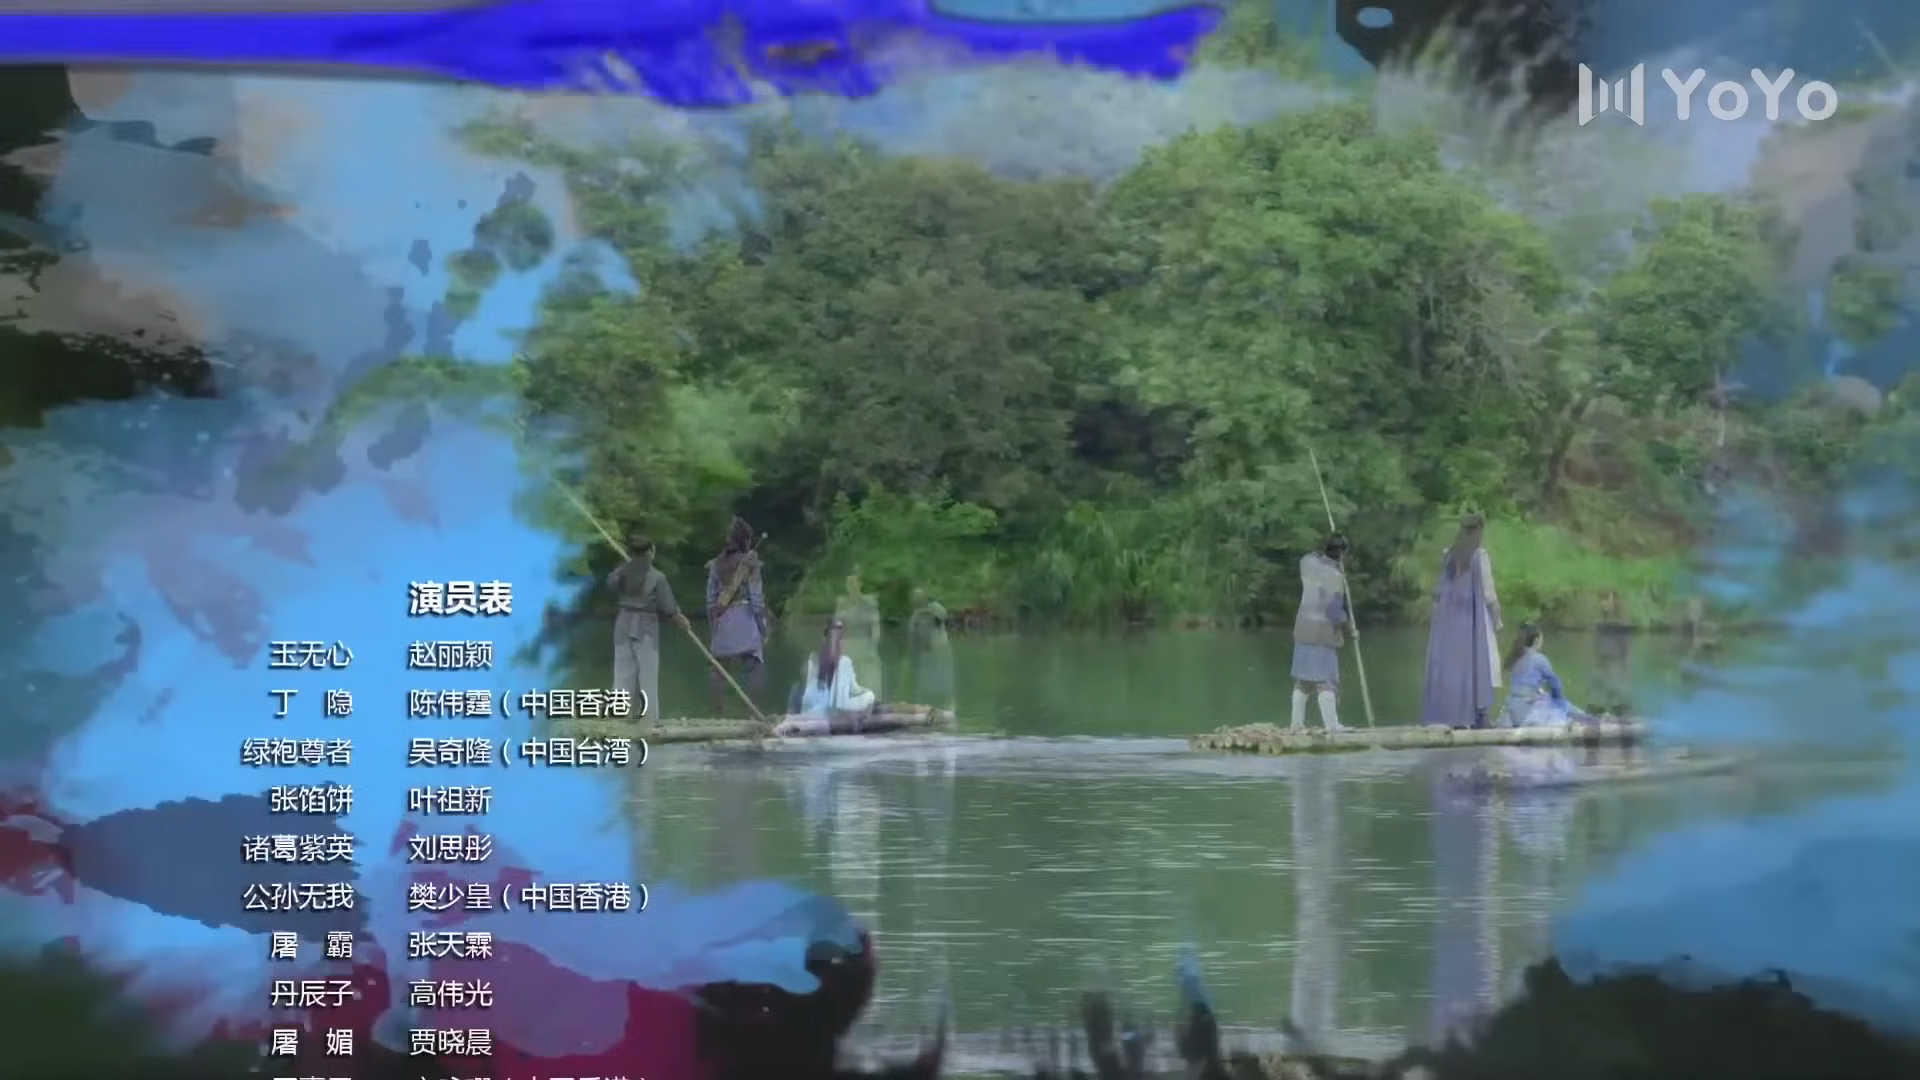 YoYo
演员表
玉无心 赵丽颖
丁 隐 陈伟霆（中国香港）
绿袍尊者 吴奇隆（中国台湾）
张馅饼 叶祖新
诸葛紫英 刘思彤
公孙无我 樊少皇（中国香港）
屠 霸 张天霖
丹辰子 高伟光
屠 媚 贾晓晨